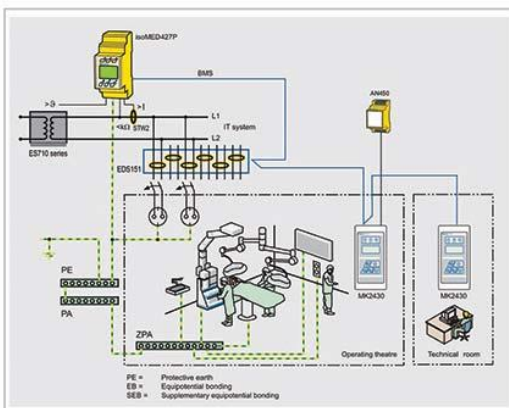 isoMED427P
BMS
AN450
>ϑ
>I
L1
<kΩ
STW2
IT system
L2
ES710 series
EDS151
PE
PA
MK2430
MK2430
ZPA
Operating theatre
Technical room
PE = Protective earth
EB = Equipotential bonding
SEB = Supplementary equipotential bonding